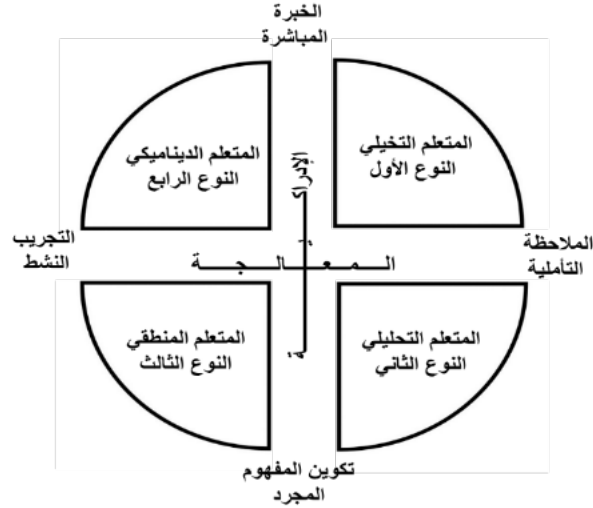 الخبرة
المباشرة
المتعلم التخيلي
النوع الأول
المتعلم الديناميكي
النوع الرابع
الملاحظة
التأملية
التجريب
النشط
المعالجة
المتعلم التحليلي
النوع الثاني
المتعلم المنطقي
النوع الثالث
تكوين المفهوم
المجرد